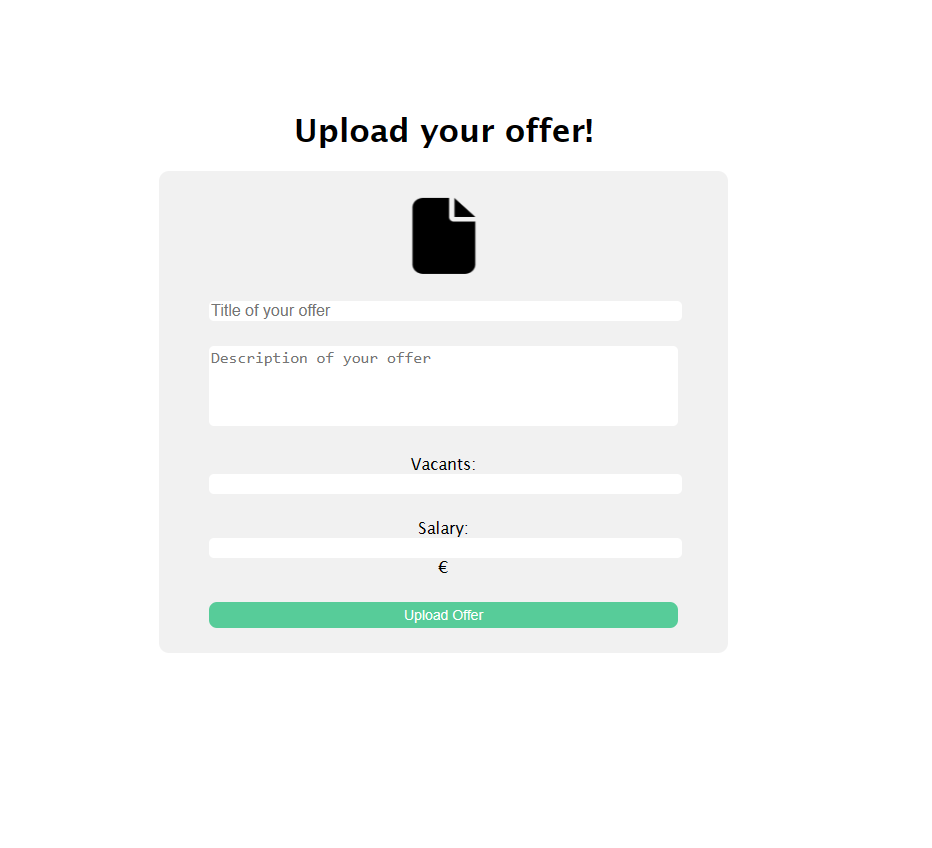 Upload your offer!
Title of your offer
Description of your offer
Vacants:
Salary:
€
Upload Offer